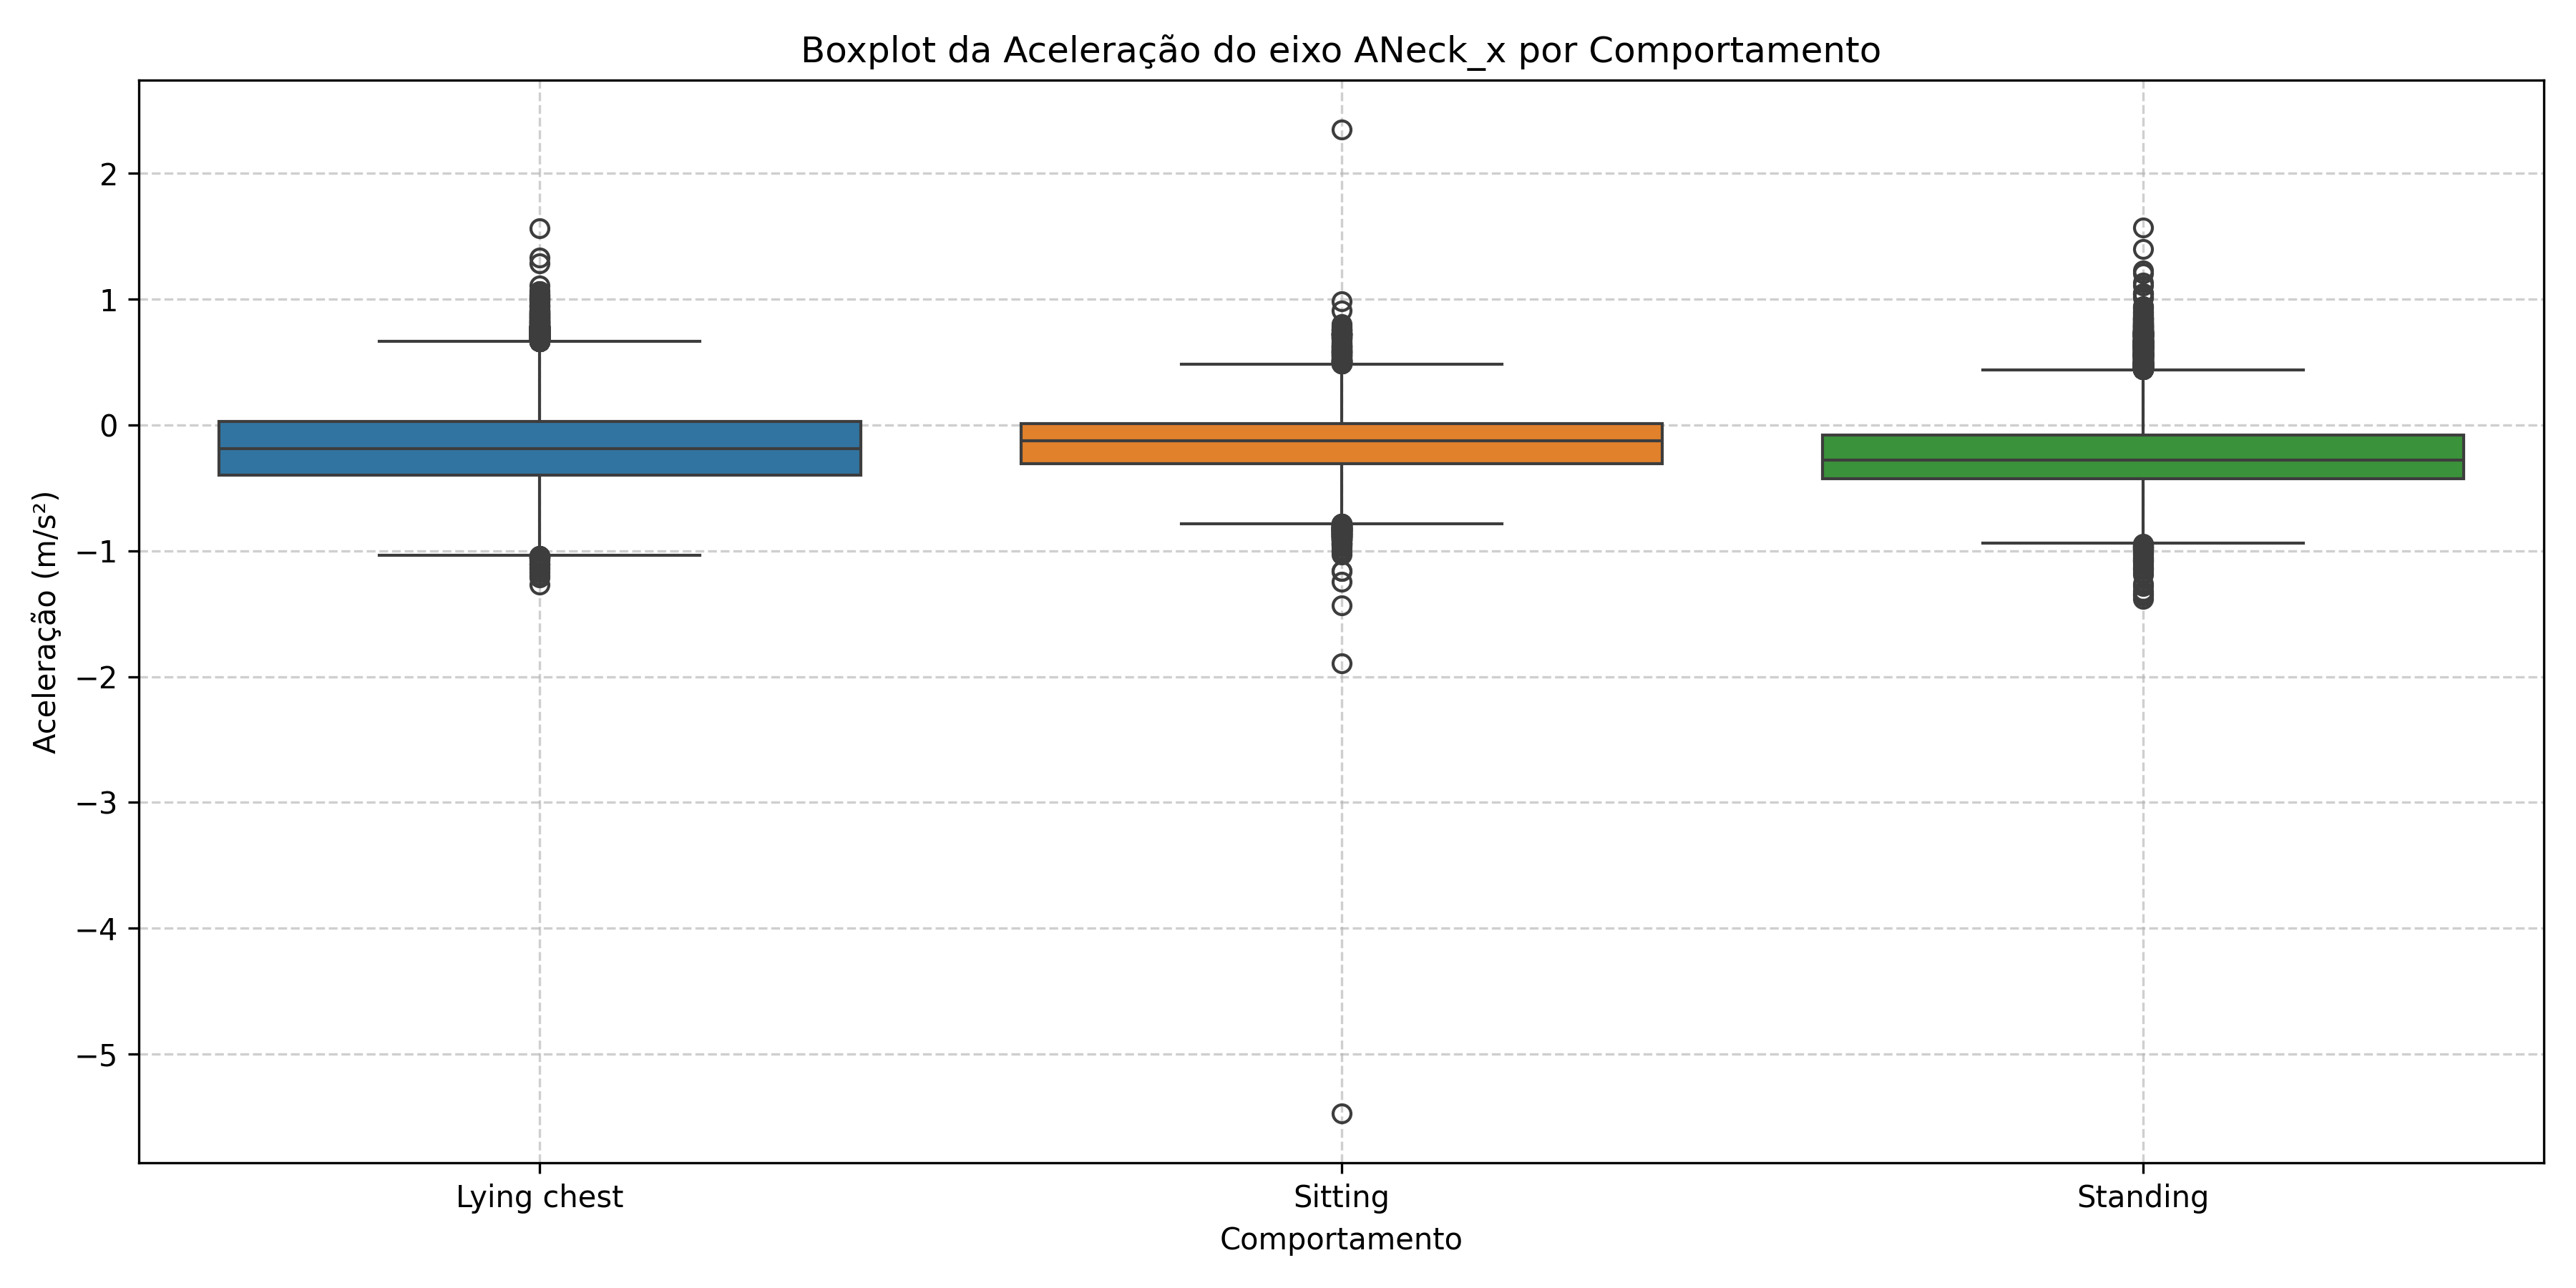 Boxplot da Aceleração do eixo ANeck_x por Comportamento
Aceleração (m/s²)
2
1
0
−1
−2
−3
−4
−5
Lying chest
Sitting
Standing
Comportamento